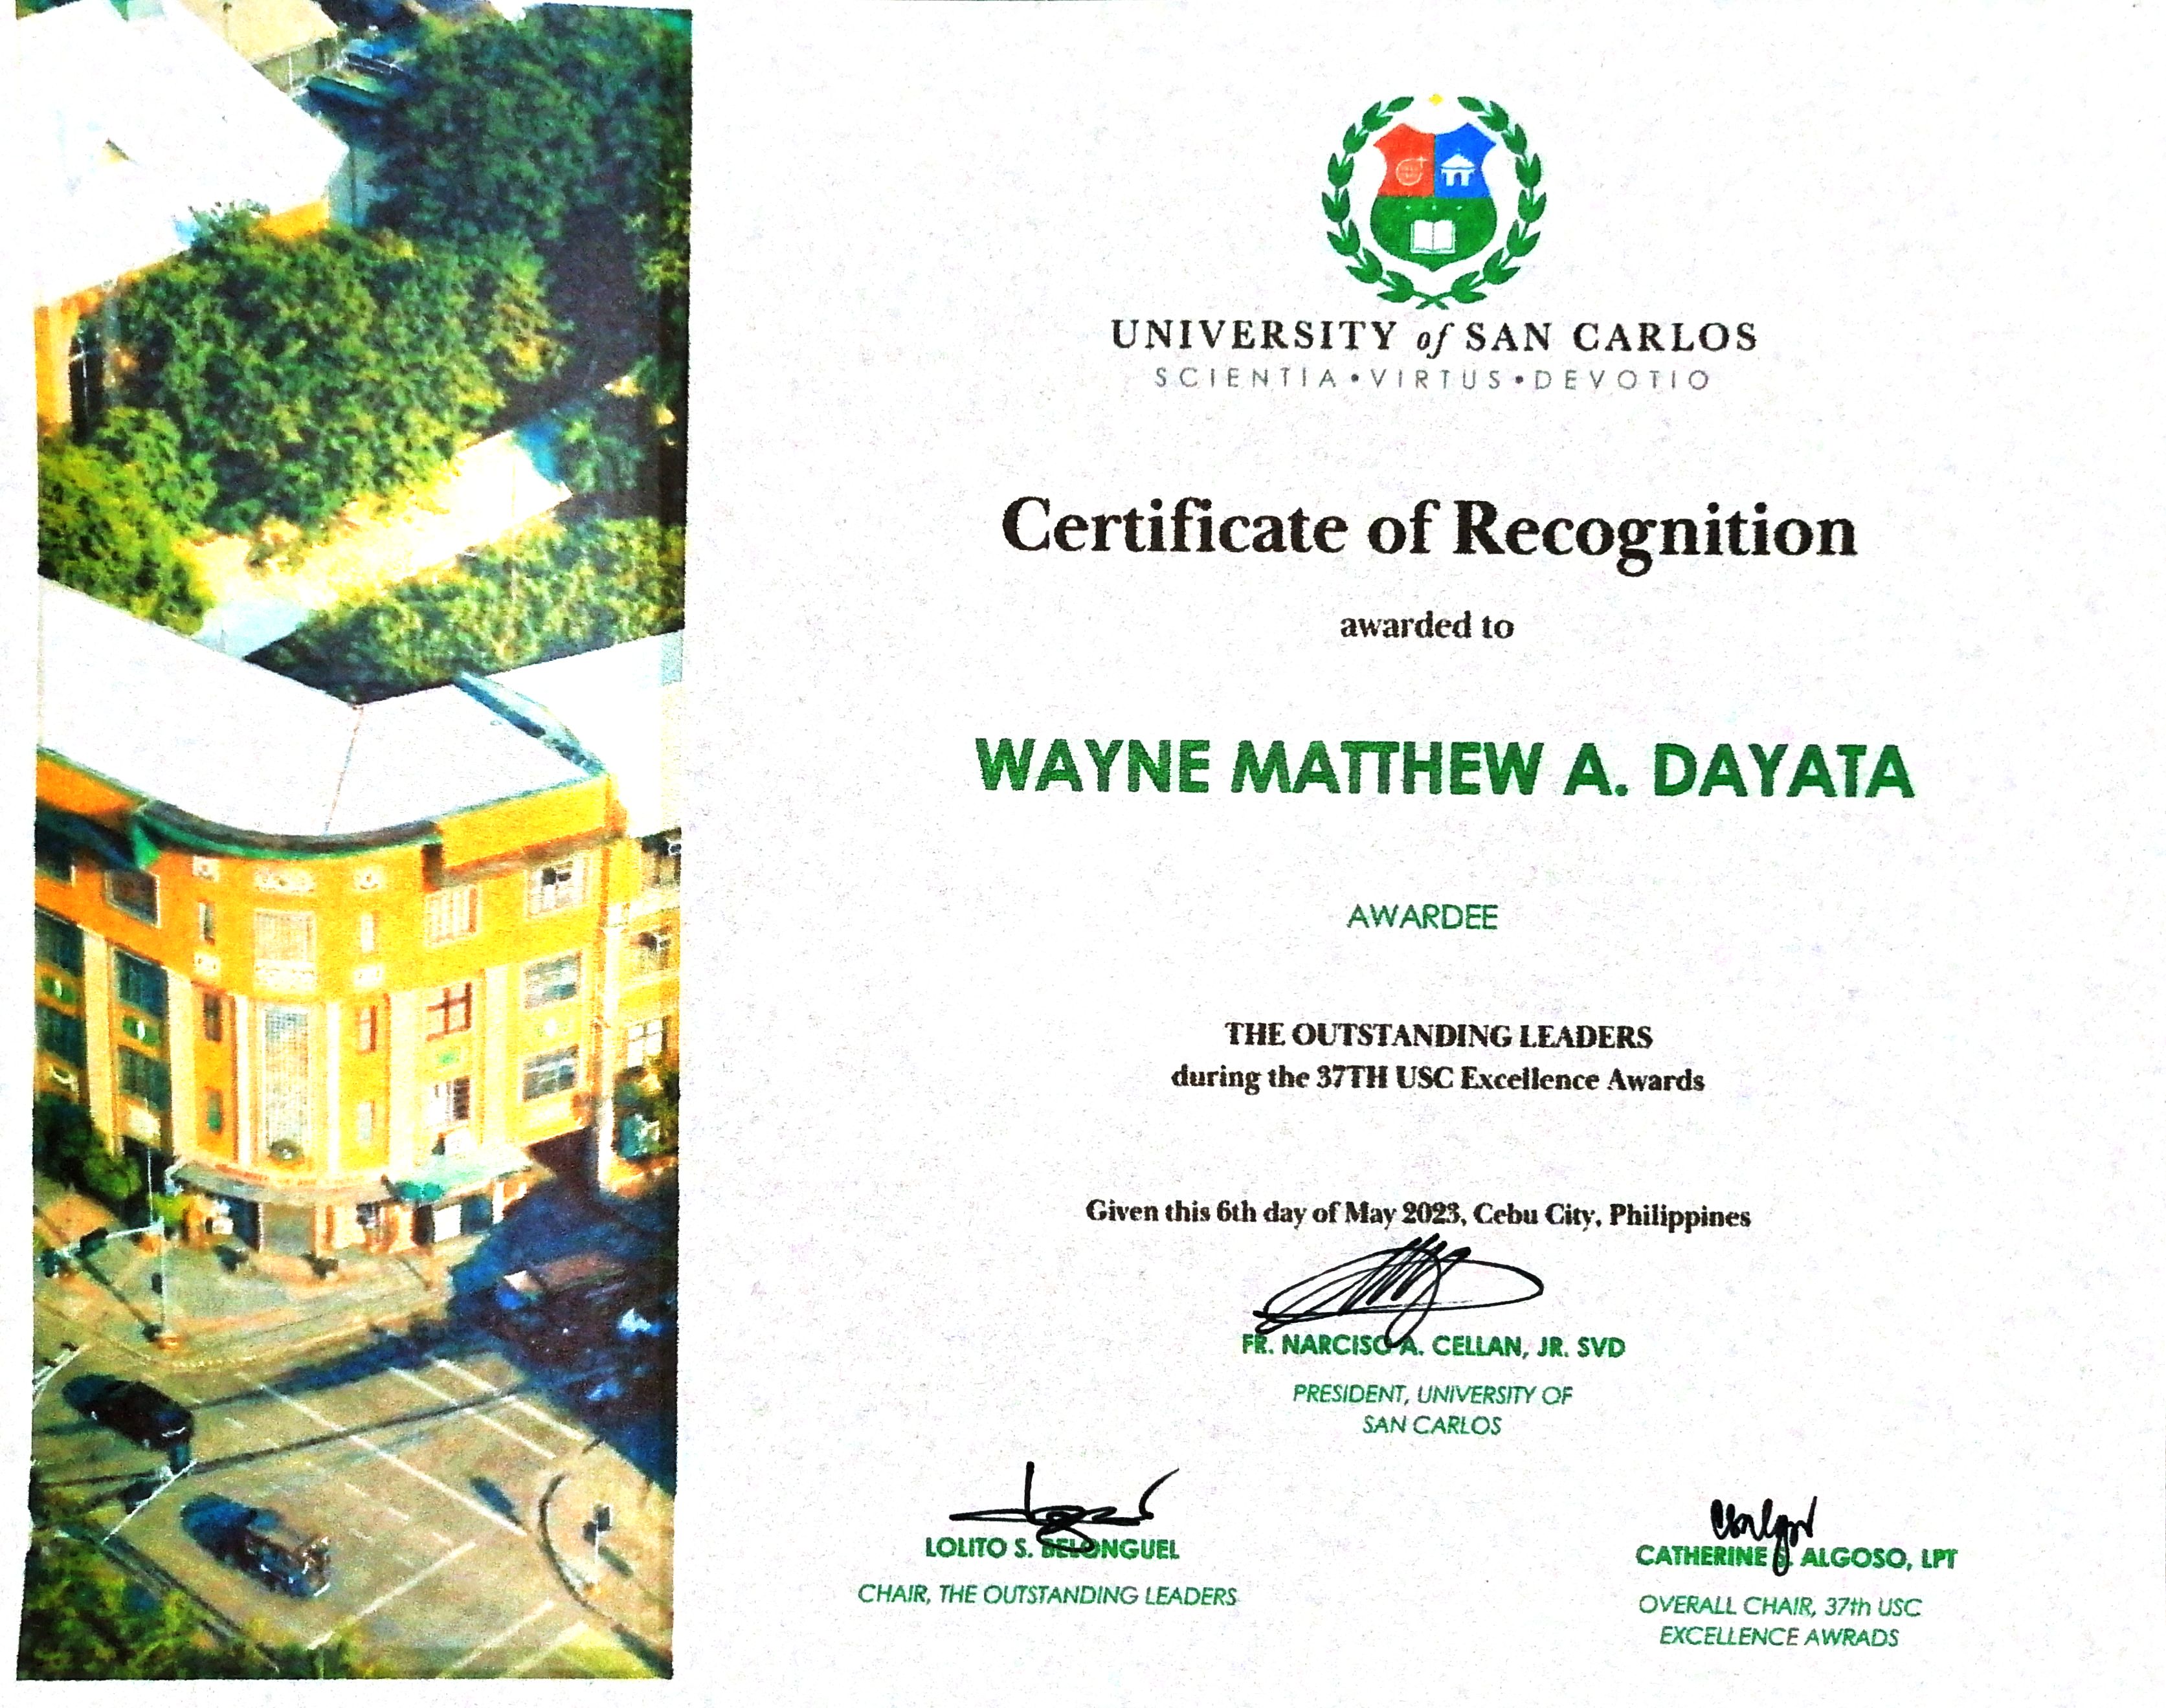 UNIVERSITY of SAN CARLOS
SCIENTIA • VIRTUS • DEVOTIO
Certificate of Recognition
awarded to
WAYNE MATTHEW A. DAYATA
AWARDEE
THE OUTSTANDING LEADERS
during the 37TH USC Excellence Awards
Given this 6th day of May 2023, Cebu City, Philippines
FR. NARCISO A. CELLAN, JR. SVD
PRESIDENT, UNIVERSITY OF
SAN CARLOS
LOLITO S. BELONGUEL
CHAIR, THE OUTSTANDING LEADERS
CATHERINE ALGOSO, LPT
OVERALL CHAIR, 37th USC
EXCELLENCE AWRADS